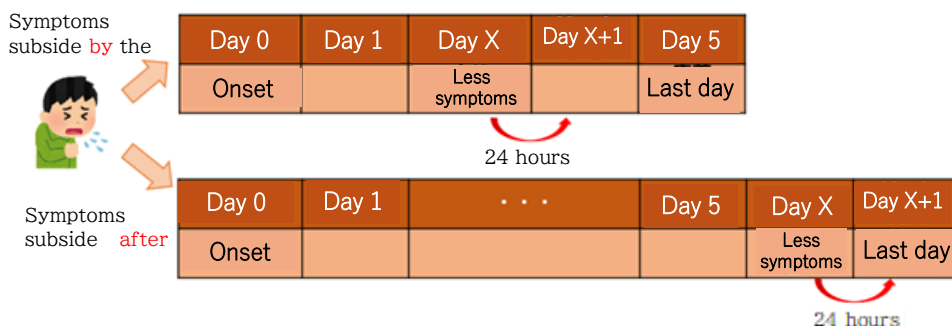 Symptoms
subside by the
Day 0 Day 1 Day X Day X+1 Day 5
Onset Less symptoms Last day
24 hours
Symptoms
subside after
Day 0 Day 1 ・・・ Day 5 Day X Day X+1
Onset Less symptoms Last day
24 hours